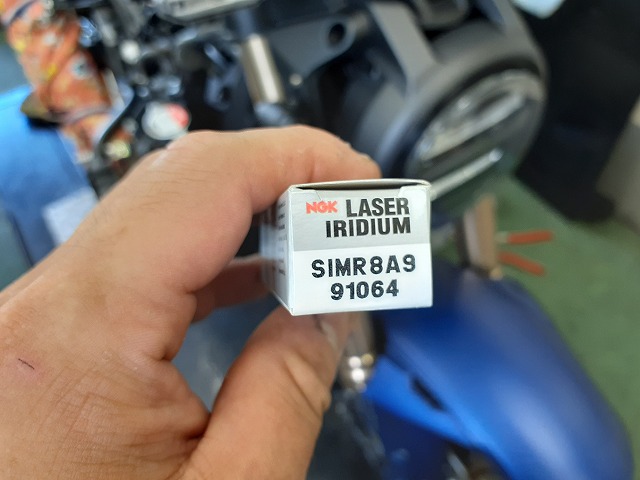 NGK LASER
IRIDIUM
SIMR8A9
91064